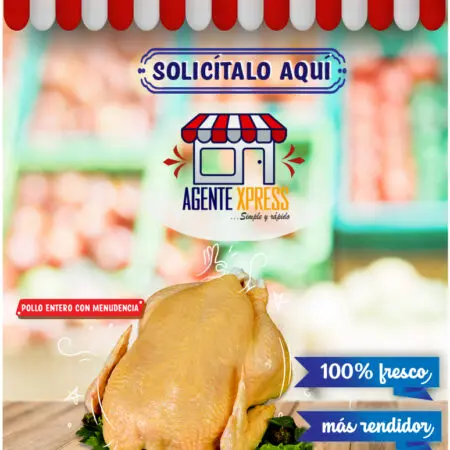 SOLICÍTALO AQUÍ
AGENTE XPRESS
...Simple y rápido
POLLO ENTERO CON MENUDENCIA
100% fresco
más rendidor